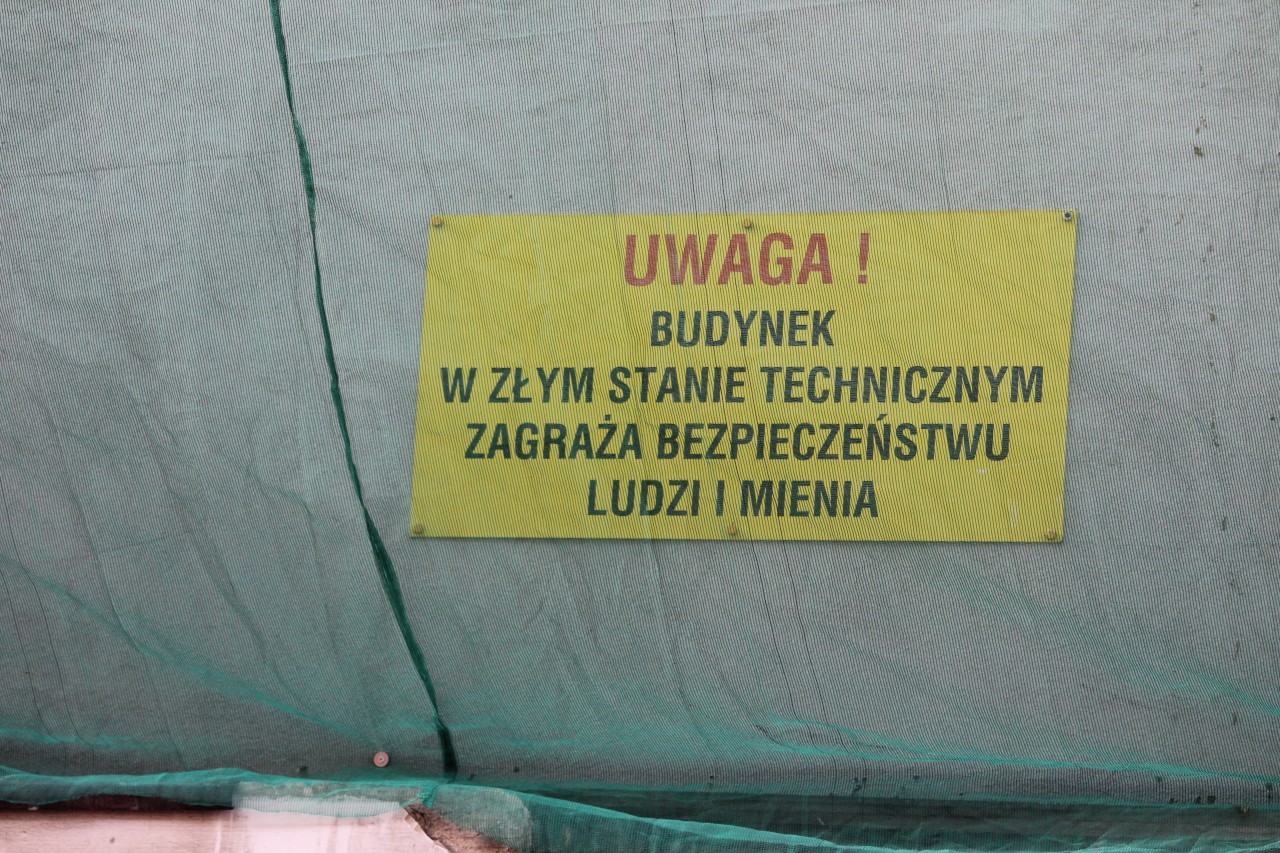 UWAGA !
BUDYNEK
W ZŁYM STANIE TECHNICZNYM
ZAGRAŻA BEZPIECZEŃSTWU
LUDZI I MIENIA